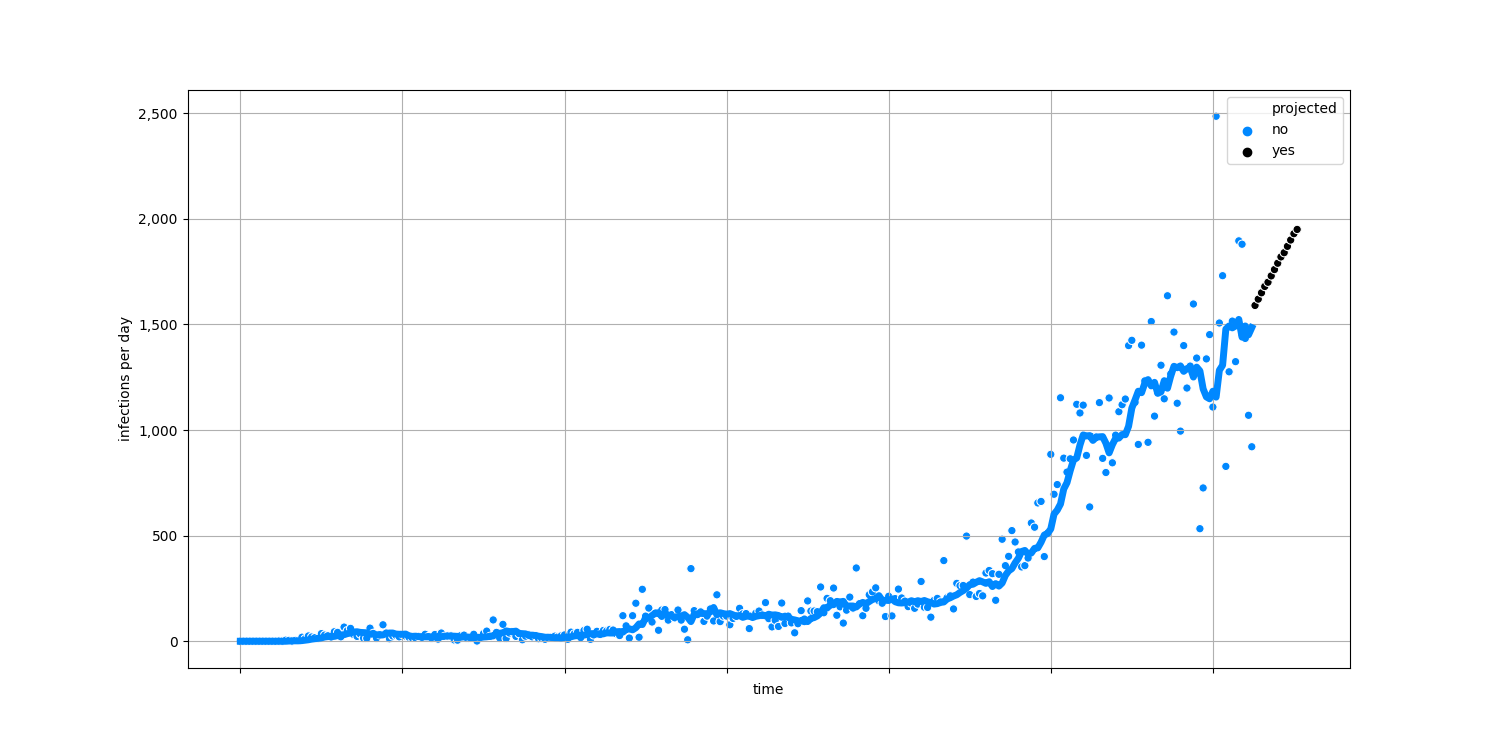 2,500
2,000
1,500
1,000
500
0
infections per day
time
projected
no
yes